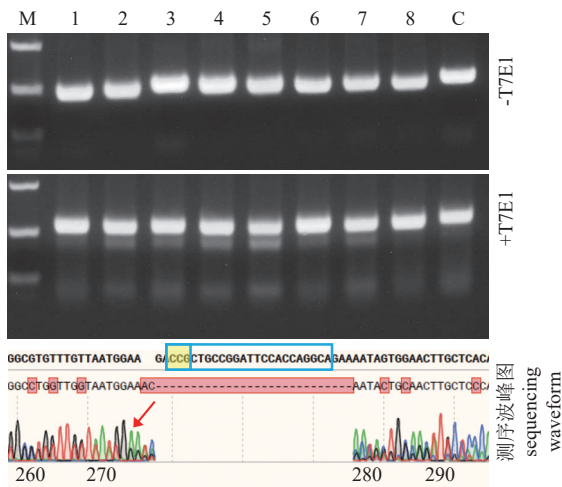 M 1 2 3 4 5 6 7 8 C
-T7E1
+T7E1
GGCGTGTTTGTTAATGGAA GACCGCTGCCGGATTCCACCAGGCAGAAAATAGTGGAACTTGCTCACA
GGCCTGGTTGGTAATGGAAAC----------------------------AATACTGCAACTTGCTCCCA
260 270 280 290
测序波峰图
sequencing
waveform